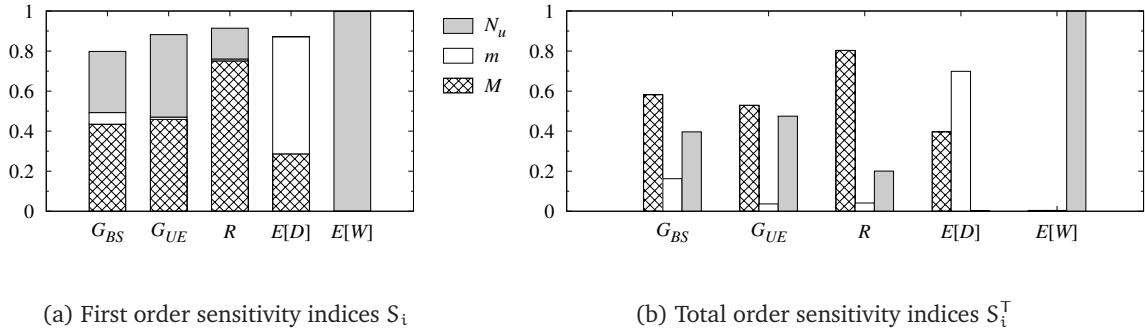 1
0.8
0.6
0.4
0.2
0
G_BS G_UE R E[D] E[W]
N_u
m
M
1
0.8
0.6
0.4
0.2
0
G_BS G_UE R E[D] E[W]
(a) First order sensitivity indices S_i
(b) Total order sensitivity indices S_i^T